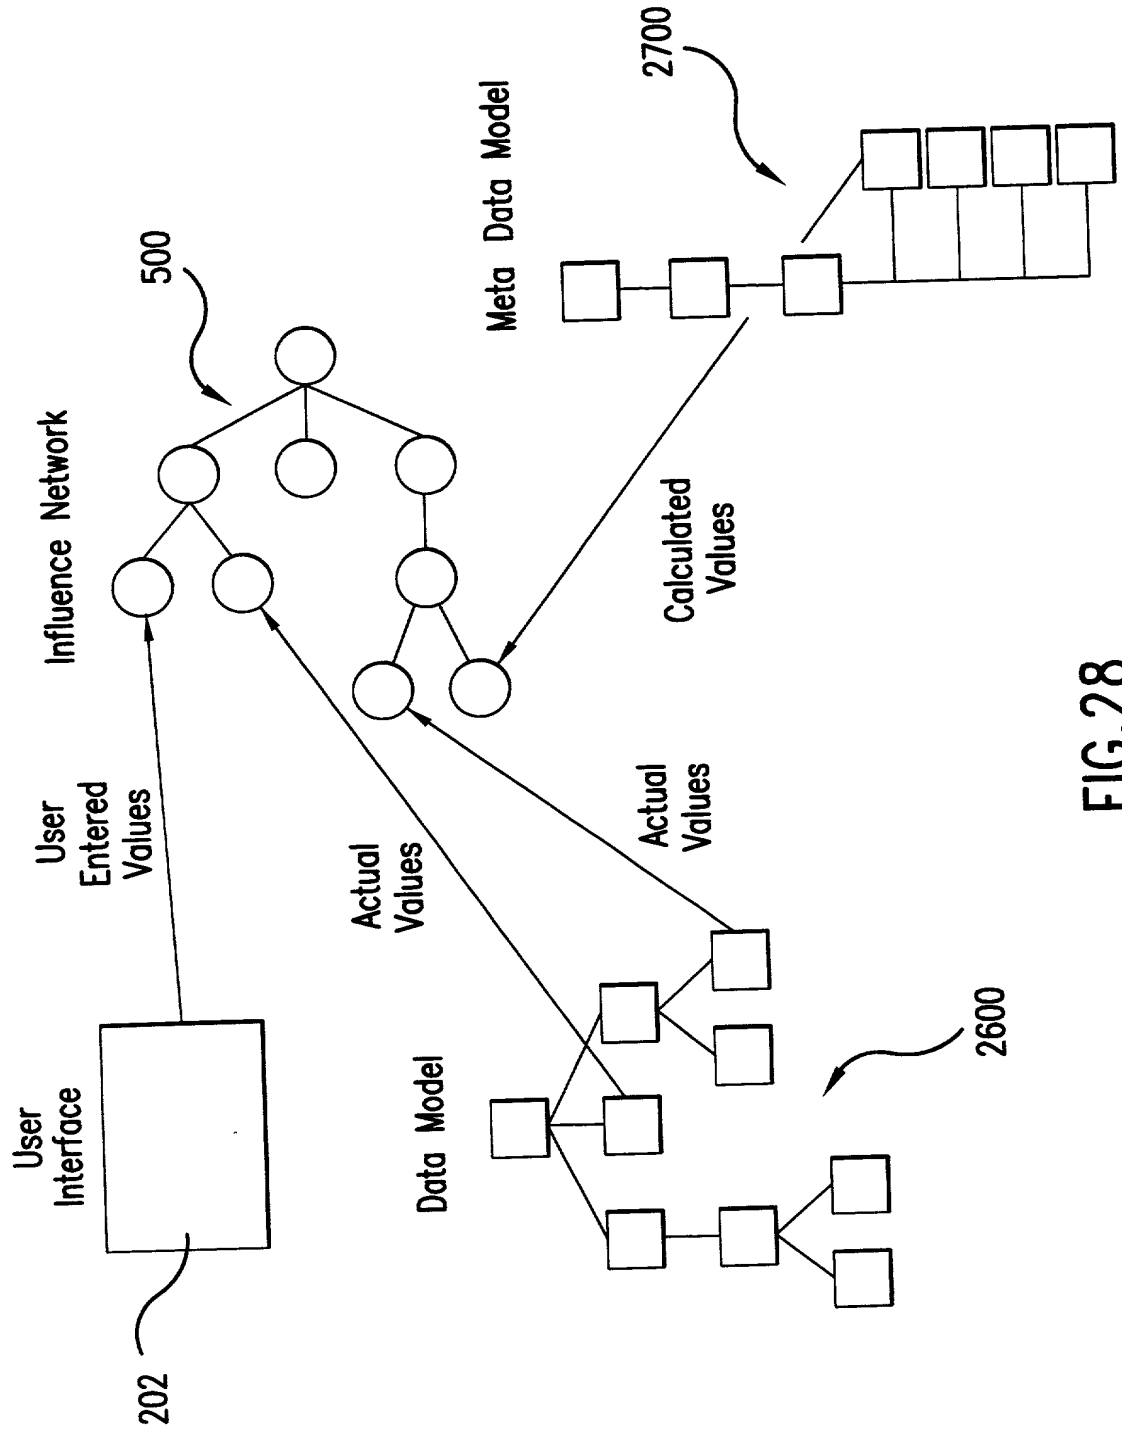 User
Interface
202
User
Entered
Values
Influence Network
500
Data Model
Actual
Values
Actual
Values
2600
Calculated
Values
Meta Data Model
2700
FIG.28